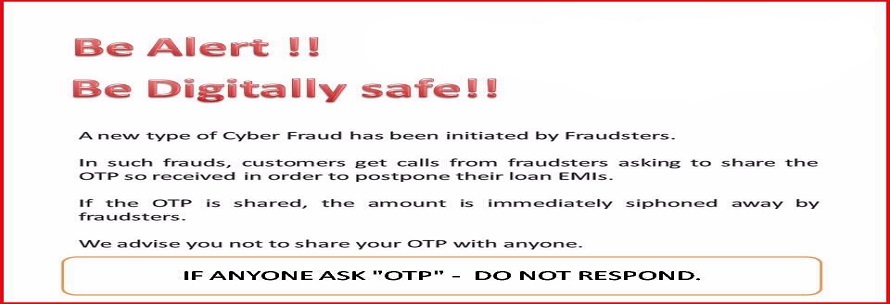 Be Alert !!
Be Digitally safe!!
A new type of Cyber Fraud has been initiated by Fraudsters.
In such frauds, customers get calls from fraudsters asking to share the
OTP so received in order to postpone their loan EMIs.
If the OTP is shared, the amount is immediately siphoned away by
fraudsters.
We advise you not to share your OTP with anyone.
IF ANYONE ASK "OTP" - DO NOT RESPOND.